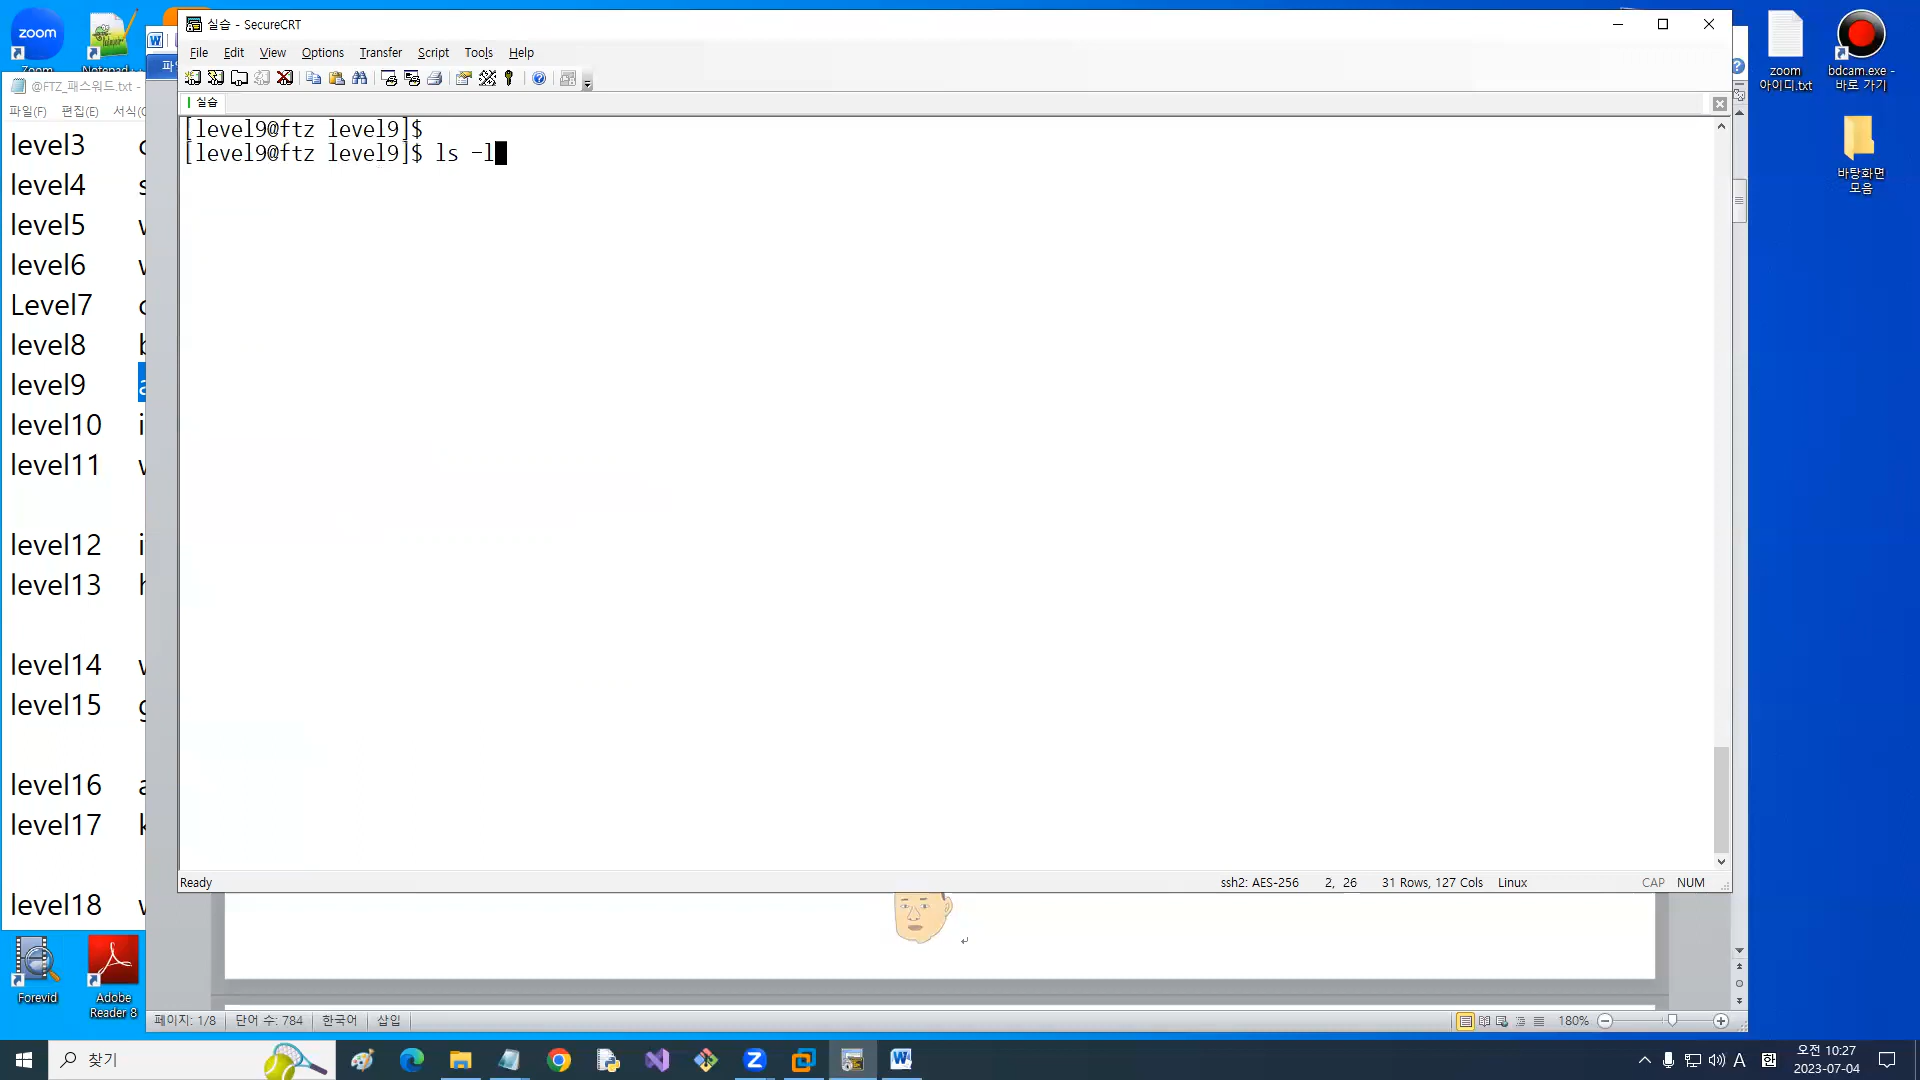 실습 - SecureCRT
File Edit View Options Transfer Script Tools Help
실습
[level9@ftz level9]$
[level9@ftz level9]$ ls -l
Ready
ssh2: AES-256 2, 26 31 Rows, 127 Cols Linux CAP NUM
zoom
Zoom
Notepad
@FTZ_패스워드.txt -
파일(F) 편집(E) 서식(O
level3
level4
level5
level6
Level7
level8
level9
level10
level11
level12
level13
level14
level15
level16
level17
level18
Forevid
Adobe
Reader 8
zoom
아이디.txt
bdcam.exe -
바로 가기
바탕화면
모음
페이지: 1/8 단어 수: 784 한국어 삽입
180%
찾기
A 한
오전 10:27
2023-07-04